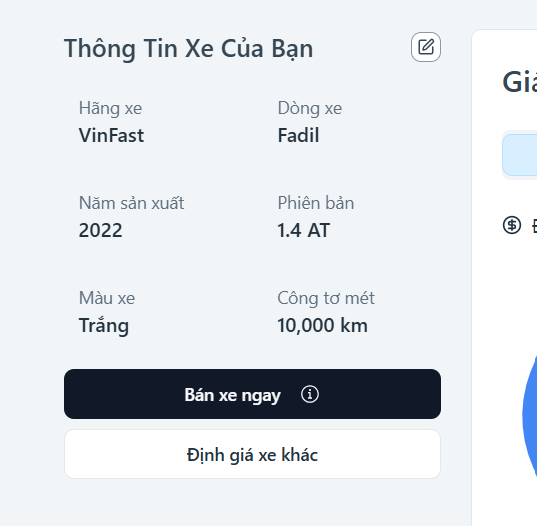 Thông Tin Xe Của Bạn
Hãng xe
Dòng xe
VinFast
Fadil
Năm sản xuất
Phiên bản
2022
1.4 AT
Màu xe
Công tơ mét
Trắng
10,000 km
Bán xe ngay
Định giá xe khác
Giá